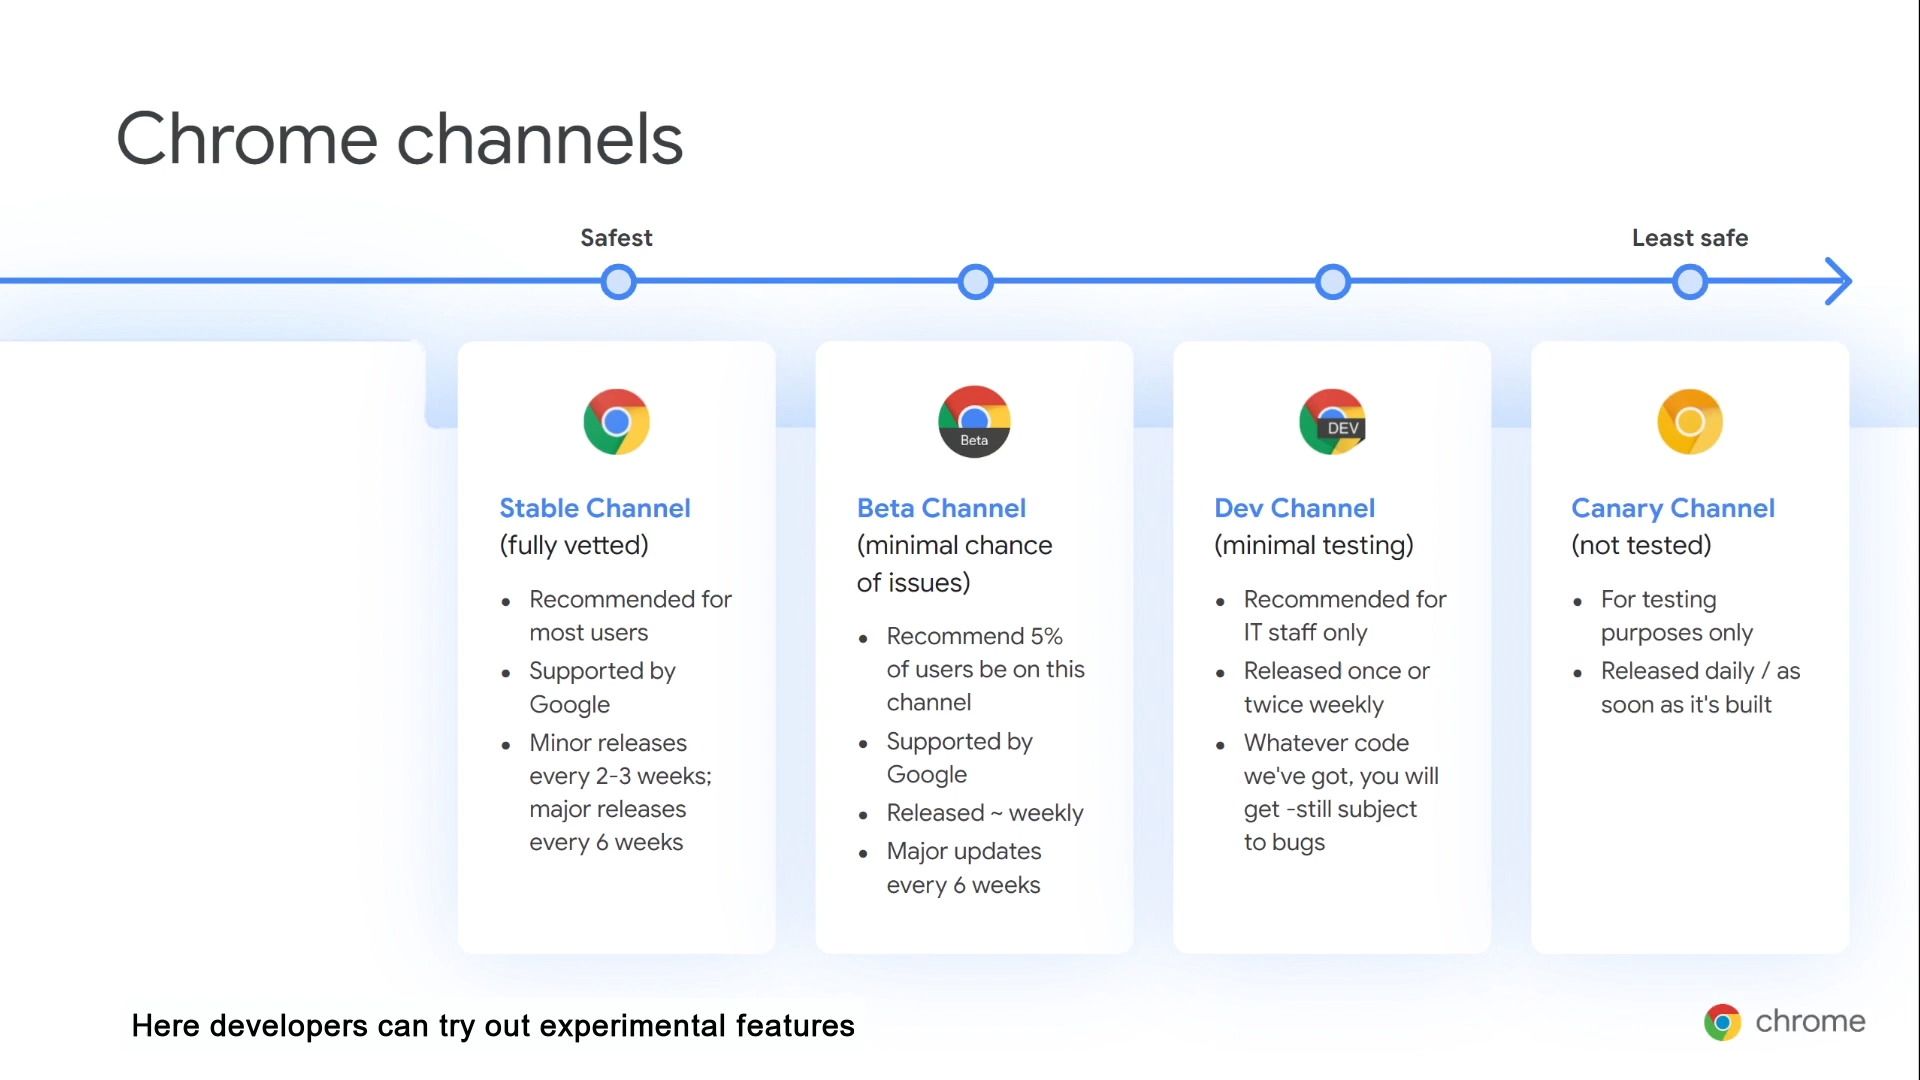 Chrome channels
Safest
Least safe
Beta
DEV
Stable Channel
(fully vetted)
• Recommended for
most users
• Supported by
Google
• Minor releases
every 2-3 weeks;
major releases
every 6 weeks
Beta Channel
(minimal chance
of issues)
• Recommend 5%
of users be on this
channel
• Supported by
Google
• Released ~ weekly
• Major updates
every 6 weeks
Dev Channel
(minimal testing)
• Recommended for
IT staff only
• Released once or
twice weekly
• Whatever code
we've got, you will
get -still subject
to bugs
Canary Channel
(not tested)
• For testing
purposes only
• Released daily / as
soon as it's built
Here developers can try out experimental features
chrome